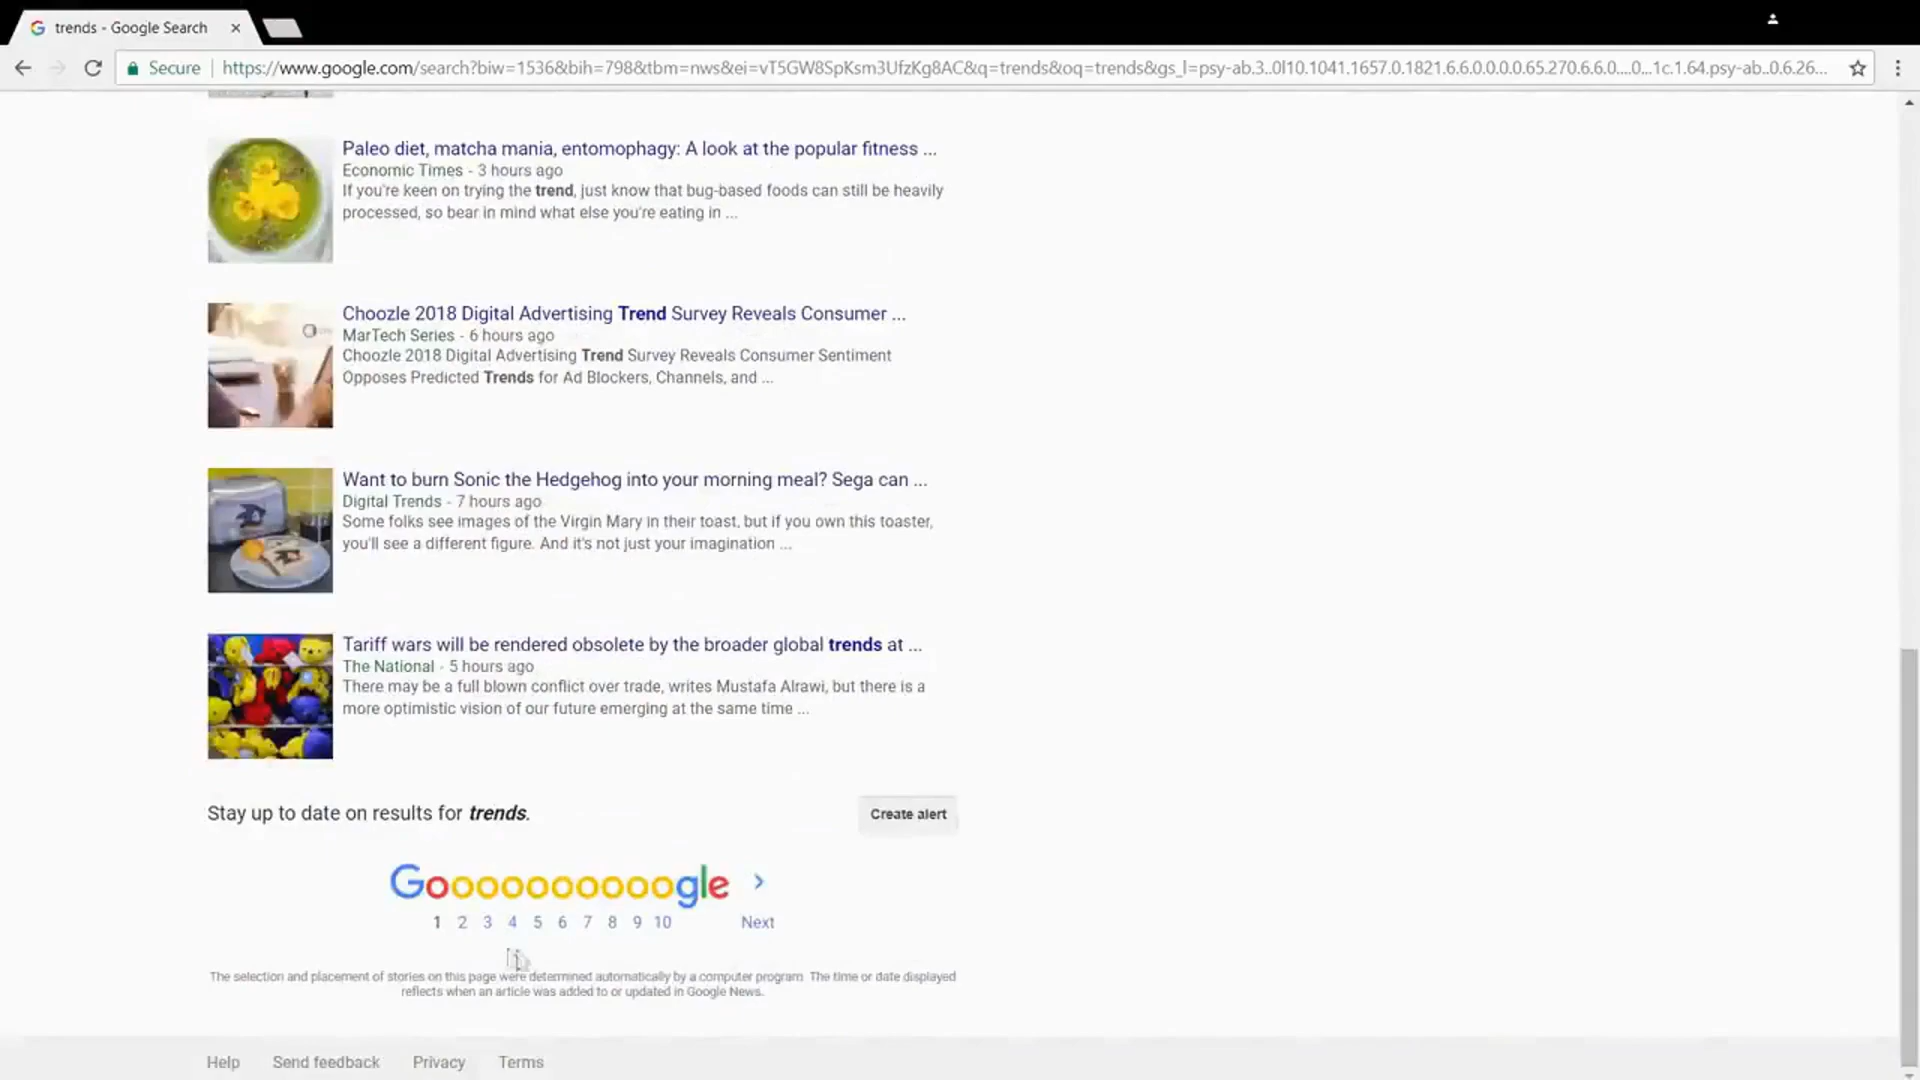 trends - Google Search
Secure https://www.google.com/search?biw=1536&bih=798&tbm=nws&ei=vT5GW8SpKsm3UfzKg8AC&q=trends&oq=trends&gs_l=psy-ab.3..0l10.1041.1657.0.1821.6.6.0.0.0.0.65.270.6.6.0....0...1c.1.64.psy-ab..0.6.26...
Paleo diet, matcha mania, entomophagy: A look at the popular fitness ...
Economic Times - 3 hours ago
If you're keen on trying the trend, just know that bug-based foods can still be heavily
processed, so bear in mind what else you're eating in ...
Choozle 2018 Digital Advertising Trend Survey Reveals Consumer ...
MarTech Series - 6 hours ago
Choozle 2018 Digital Advertising Trend Survey Reveals Consumer Sentiment
Opposes Predicted Trends for Ad Blockers, Channels, and ...
Want to burn Sonic the Hedgehog into your morning meal? Sega can ...
Digital Trends - 7 hours ago
Some folks see images of the Virgin Mary in their toast, but if you own this toaster,
you'll see a different figure. And it's not just your imagination ...
Tariff wars will be rendered obsolete by the broader global trends at ...
The National - 5 hours ago
There may be a full blown conflict over trade, writes Mustafa Alrawi, but there is a
more optimistic vision of our future emerging at the same time ...
Stay up to date on results for trends.
Create alert
Goooooooooogle >
1 2 3 4 5 6 7 8 9 10 Next
The selection and placement of stories on this page were determined automatically by a computer program. The time or date displayed
reflects when an article was added to or updated in Google News.
Help Send feedback Privacy Terms